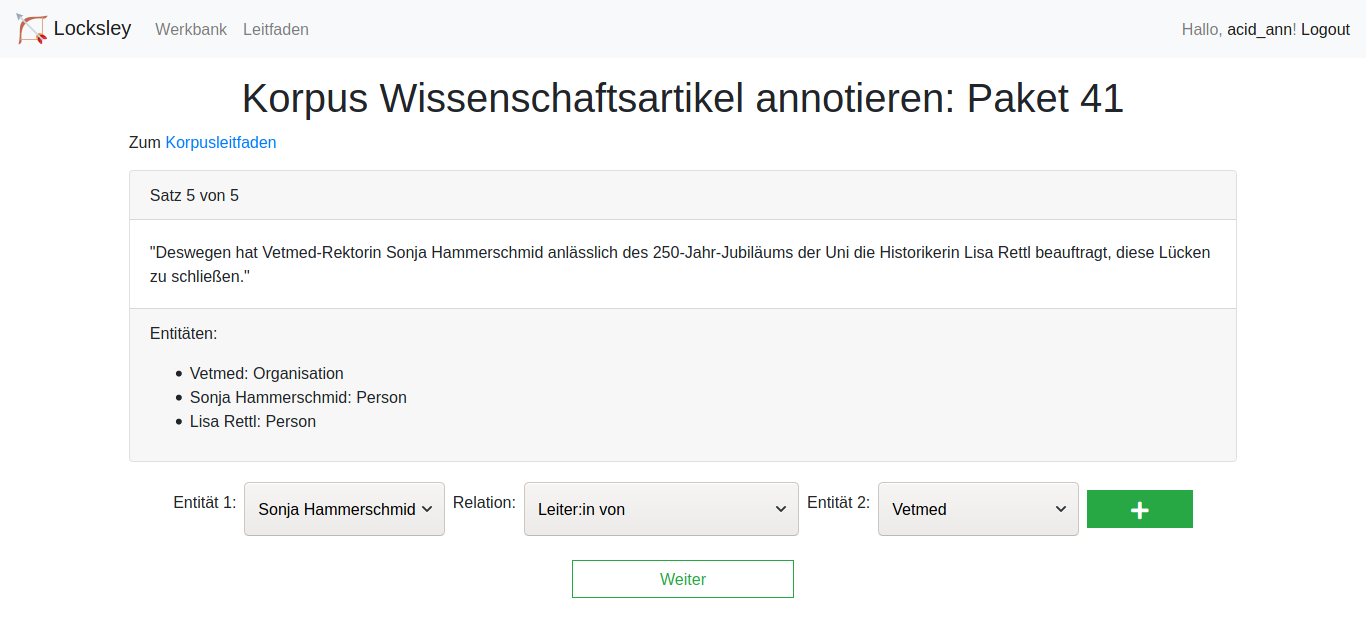 Locksley Werkbank Leitfaden Hallo, acid_ann! Logout
Korpus Wissenschaftsartikel annotieren: Paket 41
Zum Korpusleitfaden
Satz 5 von 5
"Deswegen hat Vetmed-Rektorin Sonja Hammerschmid anlässlich des 250-Jahr-Jubiläums der Uni die Historikerin Lisa Rettl beauftragt, diese Lücken
zu schließen."
Entitäten:
• Vetmed: Organisation
• Sonja Hammerschmid: Person
• Lisa Rettl: Person
Entität 1: Sonja Hammerschmid Relation: Leiter:in von Entität 2: Vetmed +
Weiter